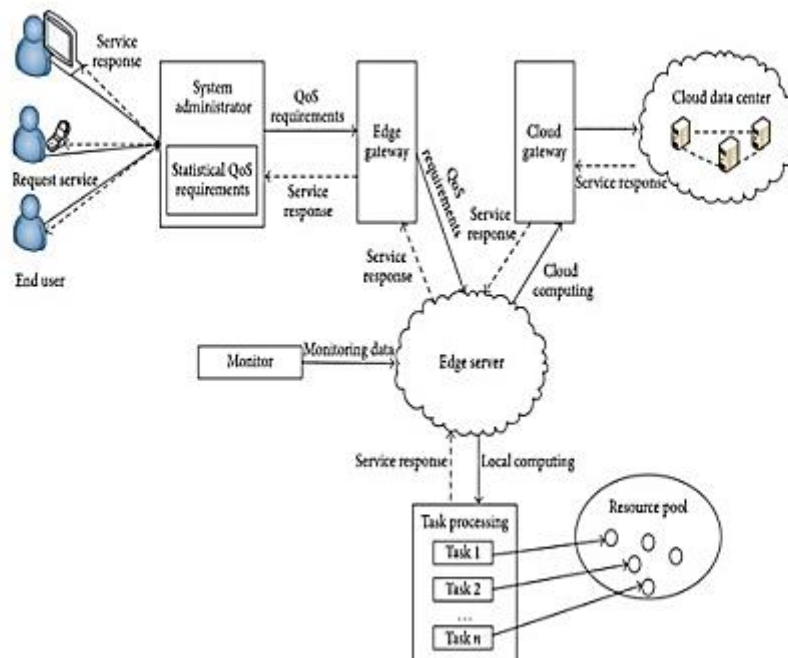 Service
response
Request service
End user
System
administrator
Statistical QoS
requirements
QoS
requirements
Service
response
Edge
gateway
QoS
requirements
Service
response
Service
response
Cloud
gateway
Cloud
computing
Service response
Cloud data center
Monitor
Monitoring data
Edge server
Service response
Local computing
Task processing
Task 1
Task 2
...
Task n
Resource pool